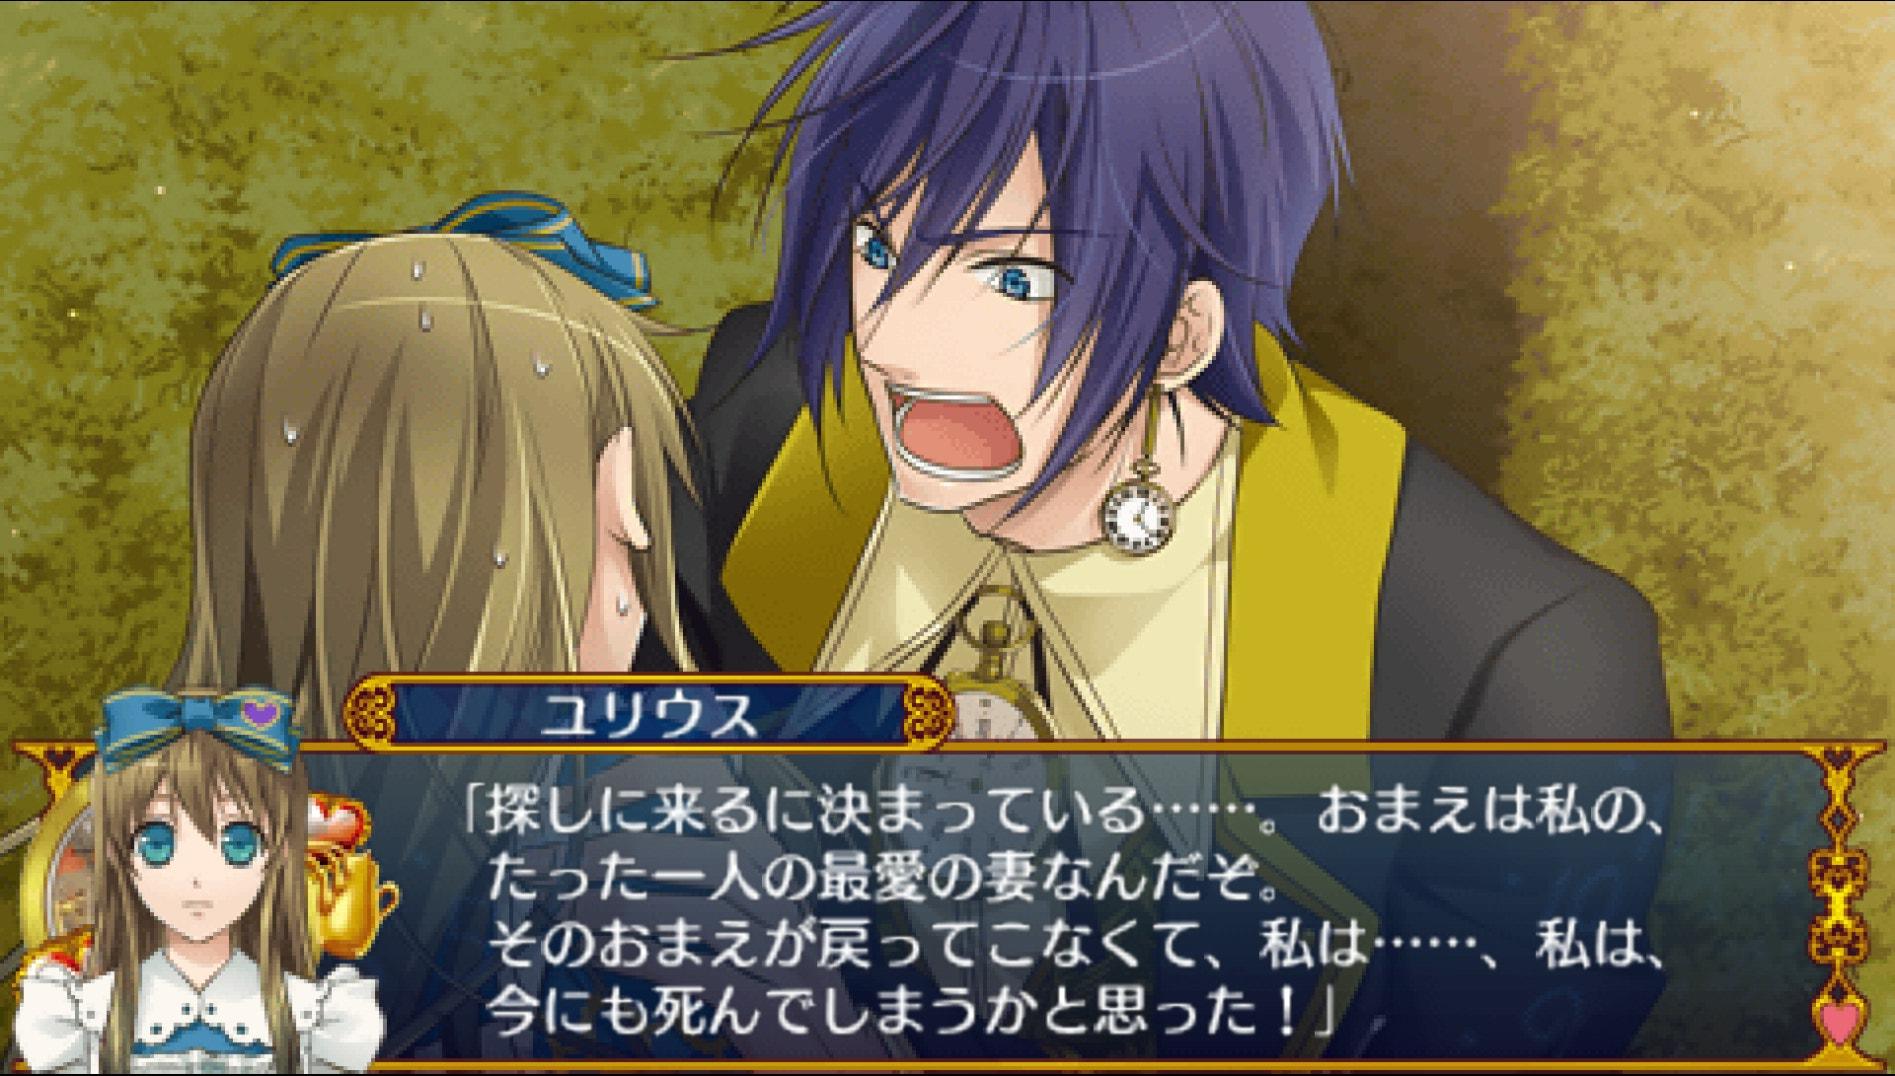 ユリウス
「探しに来るに決まっている……。おまえは私の、
たった一人の最愛の妻なんだぞ。
そのおまえが戻ってこなくて、私は……、私は、
今にも死んでしまうかと思った！」